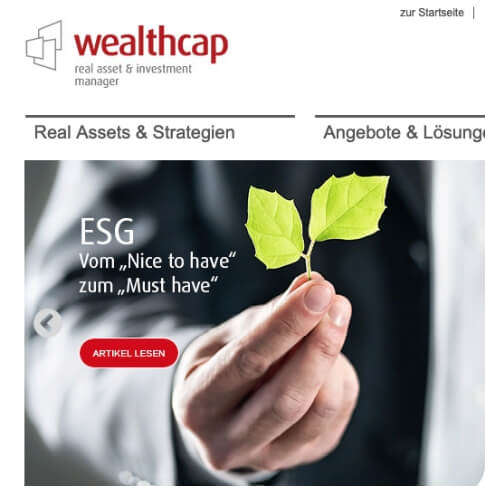 zur Startseite |
wealthcap
real asset & investment
manager
Real Assets & Strategien
Angebote & Lösunge
ESG
Vom „Nice to have“
zum „Must have“
ARTIKEL LESEN